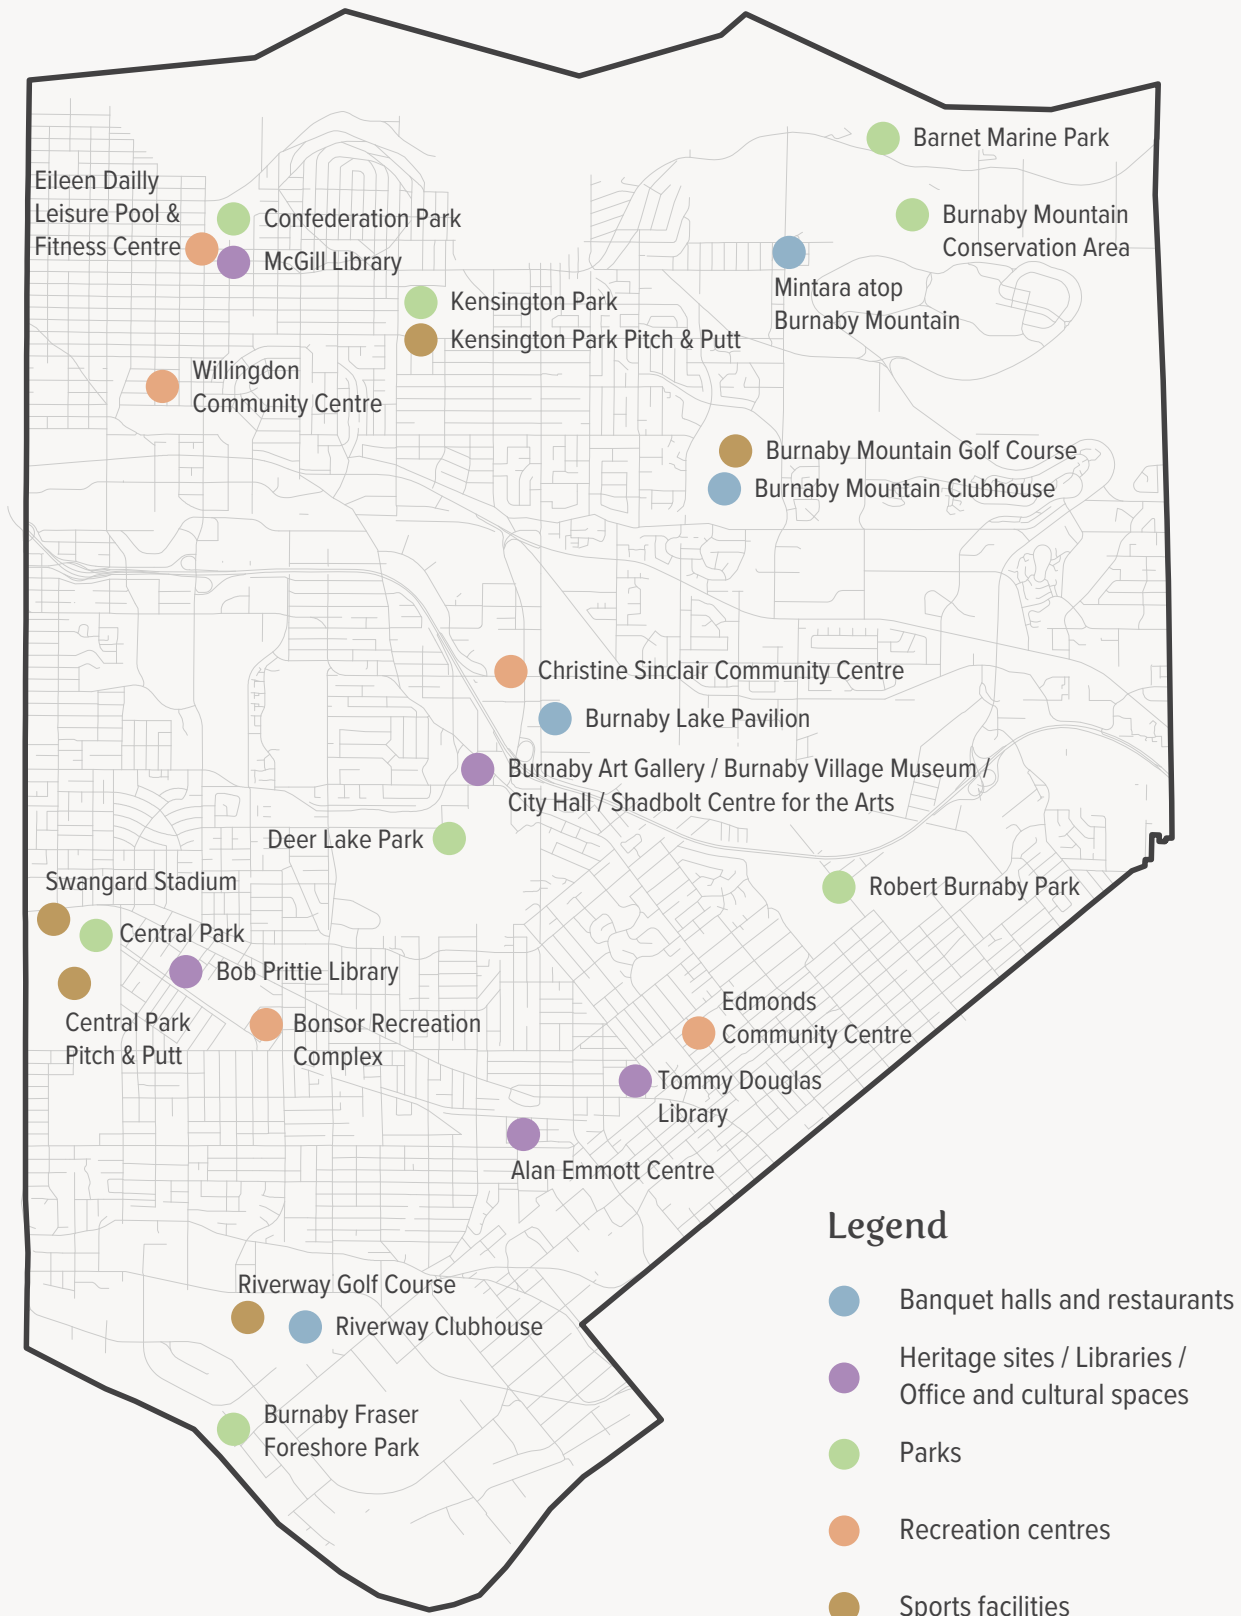 Barnet Marine Park
Eileen Dailly
Leisure Pool &
Fitness Centre
Confederation Park
McGill Library
Burnaby Mountain
Conservation Area
Mintara atop
Burnaby Mountain
Kensington Park
Kensington Park Pitch & Putt
Willingdon
Community Centre
Burnaby Mountain Golf Course
Burnaby Mountain Clubhouse
Christine Sinclair Community Centre
Burnaby Lake Pavilion
Burnaby Art Gallery / Burnaby Village Museum /
City Hall / Shadbolt Centre for the Arts
Deer Lake Park
Swangard Stadium
Robert Burnaby Park
Central Park
Bob Prittie Library
Central Park
Pitch & Putt
Bonsor Recreation
Complex
Edmonds
Community Centre
Tommy Douglas
Library
Alan Emmott Centre
Riverway Golf Course
Riverway Clubhouse
Burnaby Fraser
Foreshore Park
Legend
Banquet halls and restaurants
Heritage sites / Libraries /
Office and cultural spaces
Parks
Recreation centres
Sports facilities